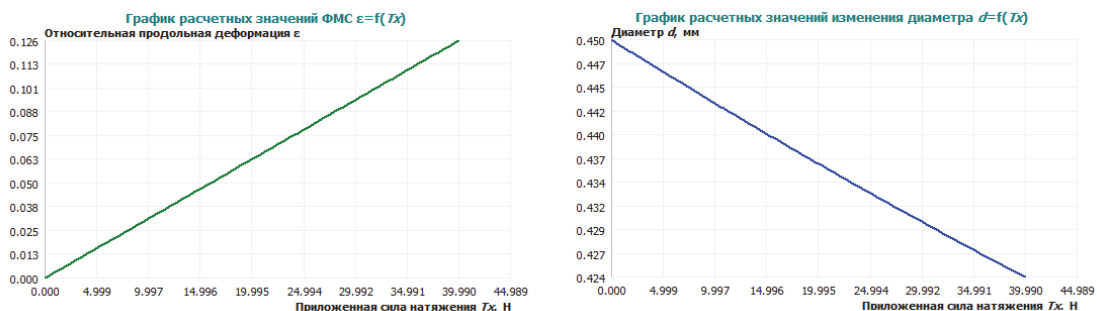 График расчетных значений ФМС ε=f(Tx)
Относительная продольная деформация ε
0.126
0.113
0.101
0.088
0.075
0.063
0.050
0.038
0.025
0.013
0.000
0.000 4.999 9.997 14.996 19.995 24.994 29.992 34.991 39.990 44.989
Приложенная сила натяжения Tx, Н
График расчетных значений изменения диаметра d=f(Tx)
Диаметр d, мм
0.450
0.447
0.445
0.442
0.440
0.437
0.434
0.432
0.429
0.427
0.424
0.000 4.999 9.997 14.996 19.995 24.994 29.992 34.991 39.990 44.989
Приложенная сила натяжения Tx, Н